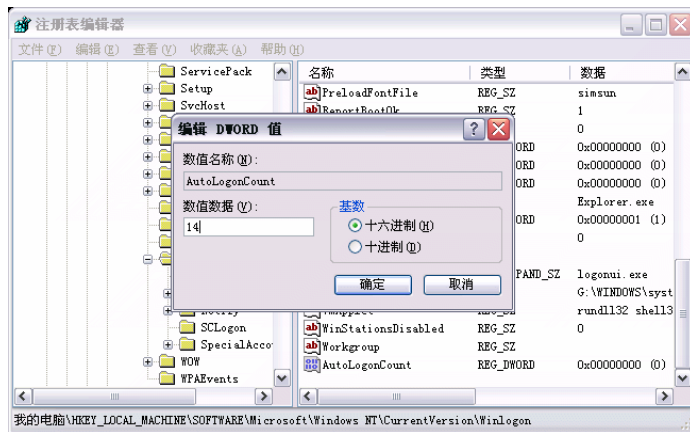 注册表编辑器
文件(F) 编辑(E) 查看(V) 收藏夹(A) 帮助(H)
ServicePack
Setup
SvcHost
SCLogon
SpecialAcco
WOW
WPAEvents
名称 类型 数据
PreloadFontFile REG_SZ simsun
ReportBootOk REG_SZ 1
0
ORD 0x00000000 (0)
ORD 0x00000000 (0)
ORD 0x00000000 (0)
Explorer.exe
ORD 0x00000001 (1)
0
PAND_SZ logonui.exe
G:\WINDOWS\syst
rundll32 shell3
WinStationsDisabled REG_SZ 0
Workgroup REG_SZ
AutoLogonCount REG_DWORD 0x00000000 (0)
编辑 DWORD 值
数值名称(N):
AutoLogonCount
数值数据(V):
14
基数
十六进制(H)
十进制(D)
确定 取消
我的电脑\HKEY_LOCAL_MACHINE\SOFTWARE\Microsoft\Windows NT\CurrentVersion\Winlogon